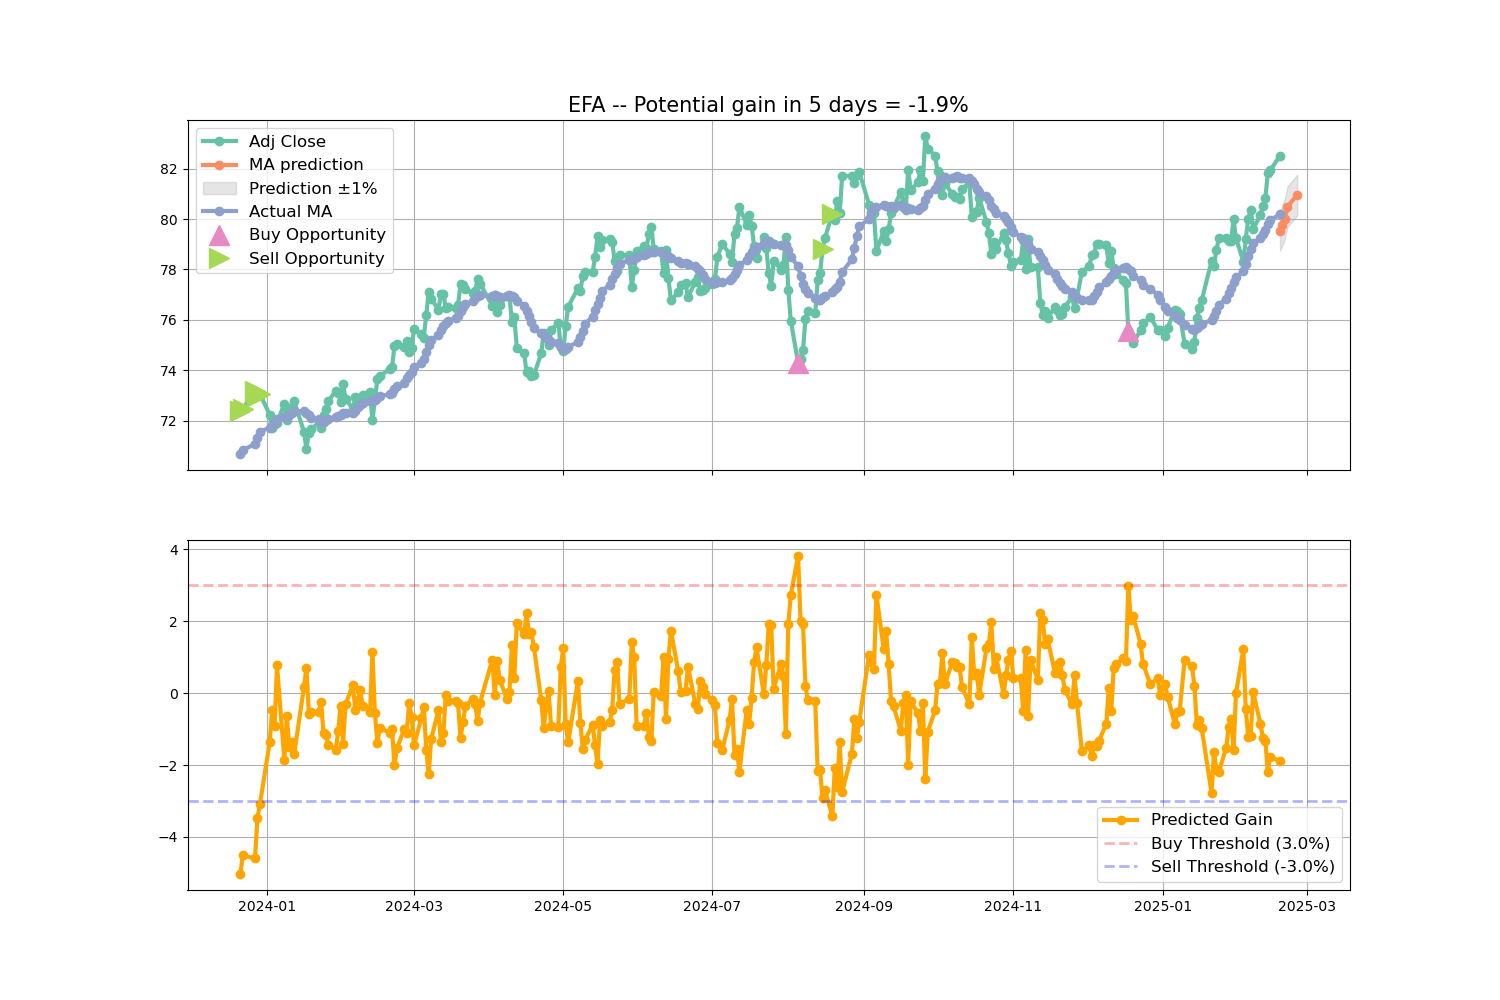 EFA -- Potential gain in 5 days = -1.9%
Adj Close
MA prediction
Prediction ±1%
Actual MA
Buy Opportunity
Sell Opportunity
82
80
78
76
74
72
4
2
0
−2
−4
Predicted Gain
Buy Threshold (3.0%)
Sell Threshold (-3.0%)
2024-01 2024-03 2024-05 2024-07 2024-09 2024-11 2025-01 2025-03